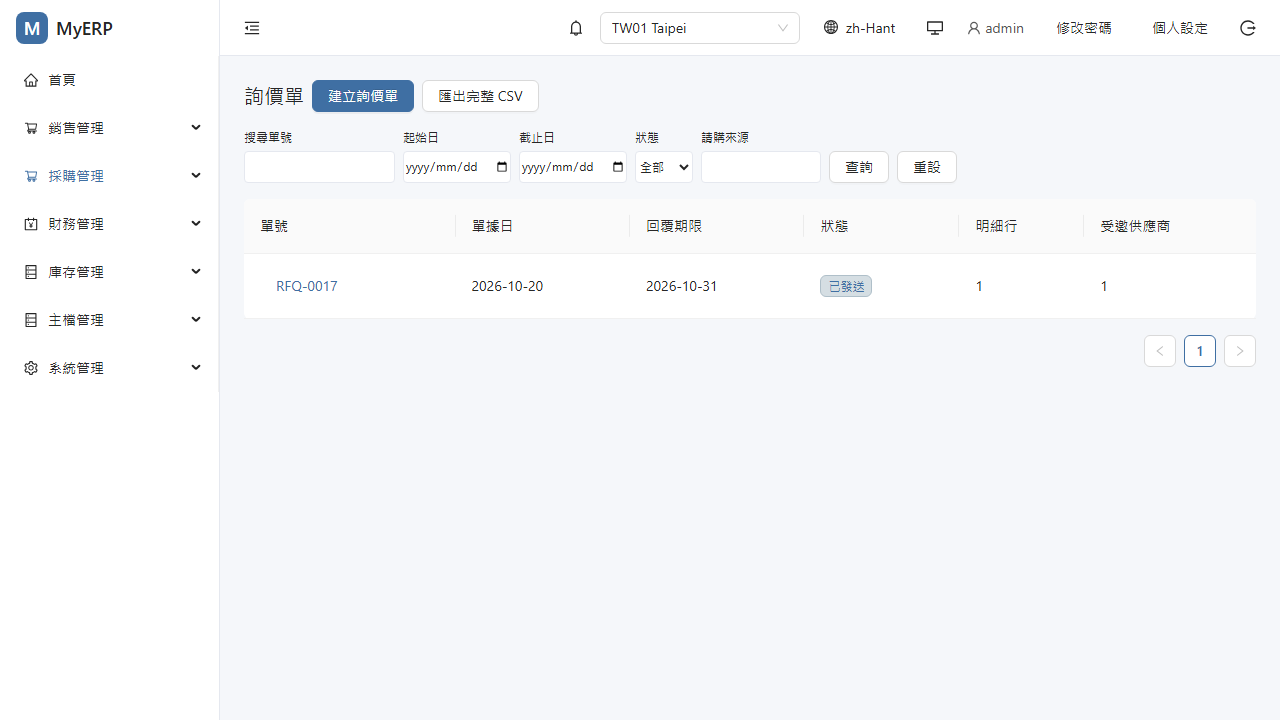 M MyERP
TW01 Taipei
zh-Hant
admin
修改密碼
個人設定
首頁
銷售管理
採購管理
財務管理
庫存管理
主檔管理
系統管理
詢價單
建立詢價單
匯出完整 CSV
搜尋單號
起始日
截止日
狀態
請購來源
yyyy/mm/dd
yyyy/mm/dd
全部
查詢
重設
單號
單據日
回覆期限
狀態
明細行
受邀供應商
RFQ-0017
2026-10-20
2026-10-31
已發送
1
1
1